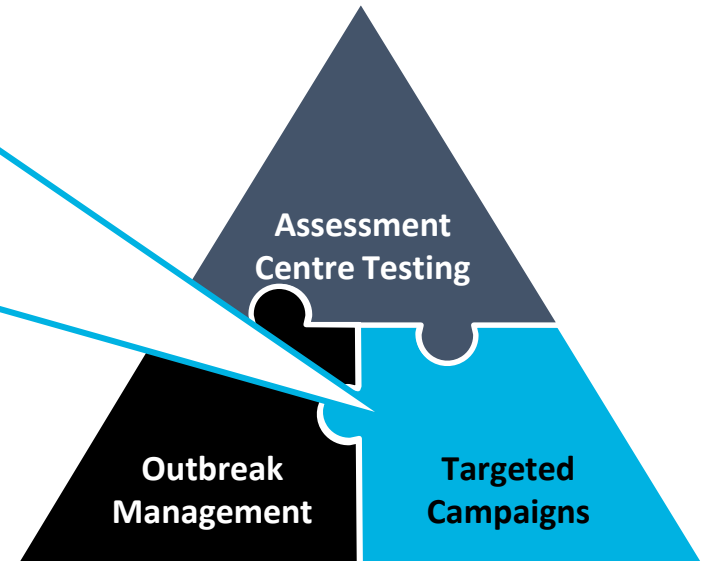 Assessment
Centre Testing
Outbreak
Management
Targeted
Campaigns